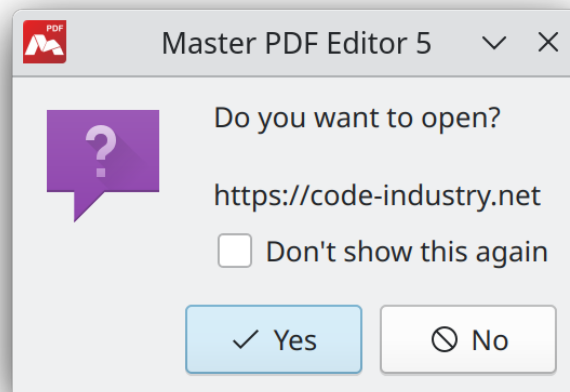 PDF
Master PDF Editor 5
?
Do you want to open?
https://code-industry.net
Don't show this again
Yes
No